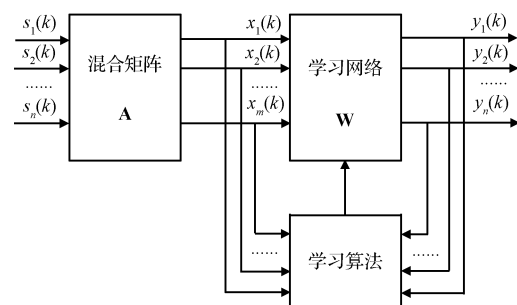 s₁(k) x₁(k) y₁(k)
s₂(k) 混合矩阵 x₂(k) 学习网络 y₂(k)
...... ...... ......
sₙ(k) A xₘ(k) W yₙ(k)
...... 学习算法 ......